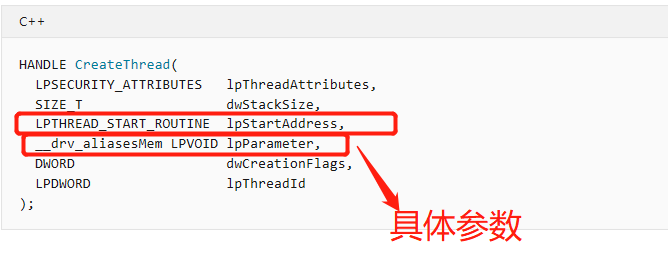 C++
HANDLE CreateThread(
LPSECURITY_ATTRIBUTES lpThreadAttributes,
SIZE_T dwStackSize,
LPTHREAD_START_ROUTINE lpStartAddress,
__drv_aliasesMem LPVOID lpParameter,
DWORD dwCreationFlags,
LPDWORD lpThreadId
);
具体参数